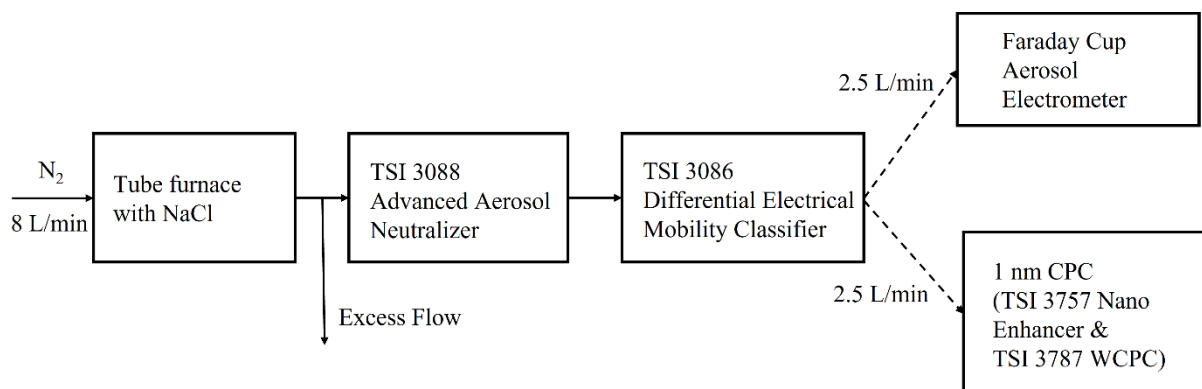 N2
8 L/min
Tube furnace
with NaCl
Excess Flow
TSI 3088
Advanced Aerosol
Neutralizer
TSI 3086
Differential Electrical
Mobility Classifier
2.5 L/min
Faraday Cup
Aerosol
Electrometer
2.5 L/min
1 nm CPC
(TSI 3757 Nano
Enhancer &
TSI 3787 WCPC)